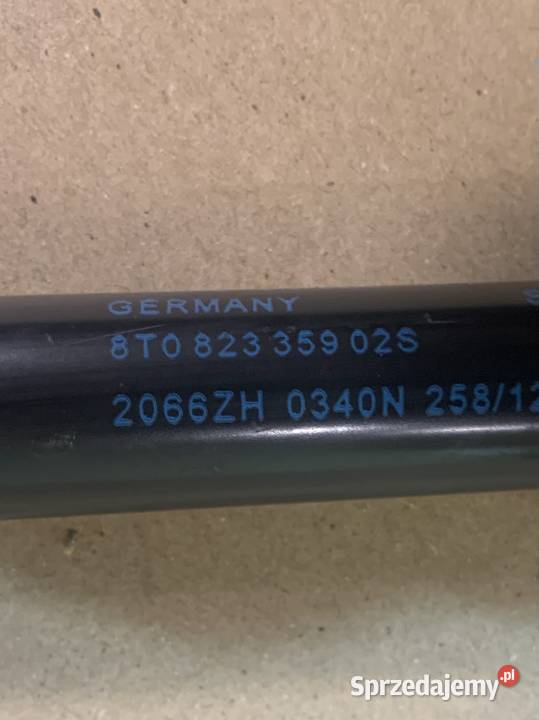 GERMANY
8T0 823 359 02S
2066ZH 0340N 258/12
Sprzedajemy.pl